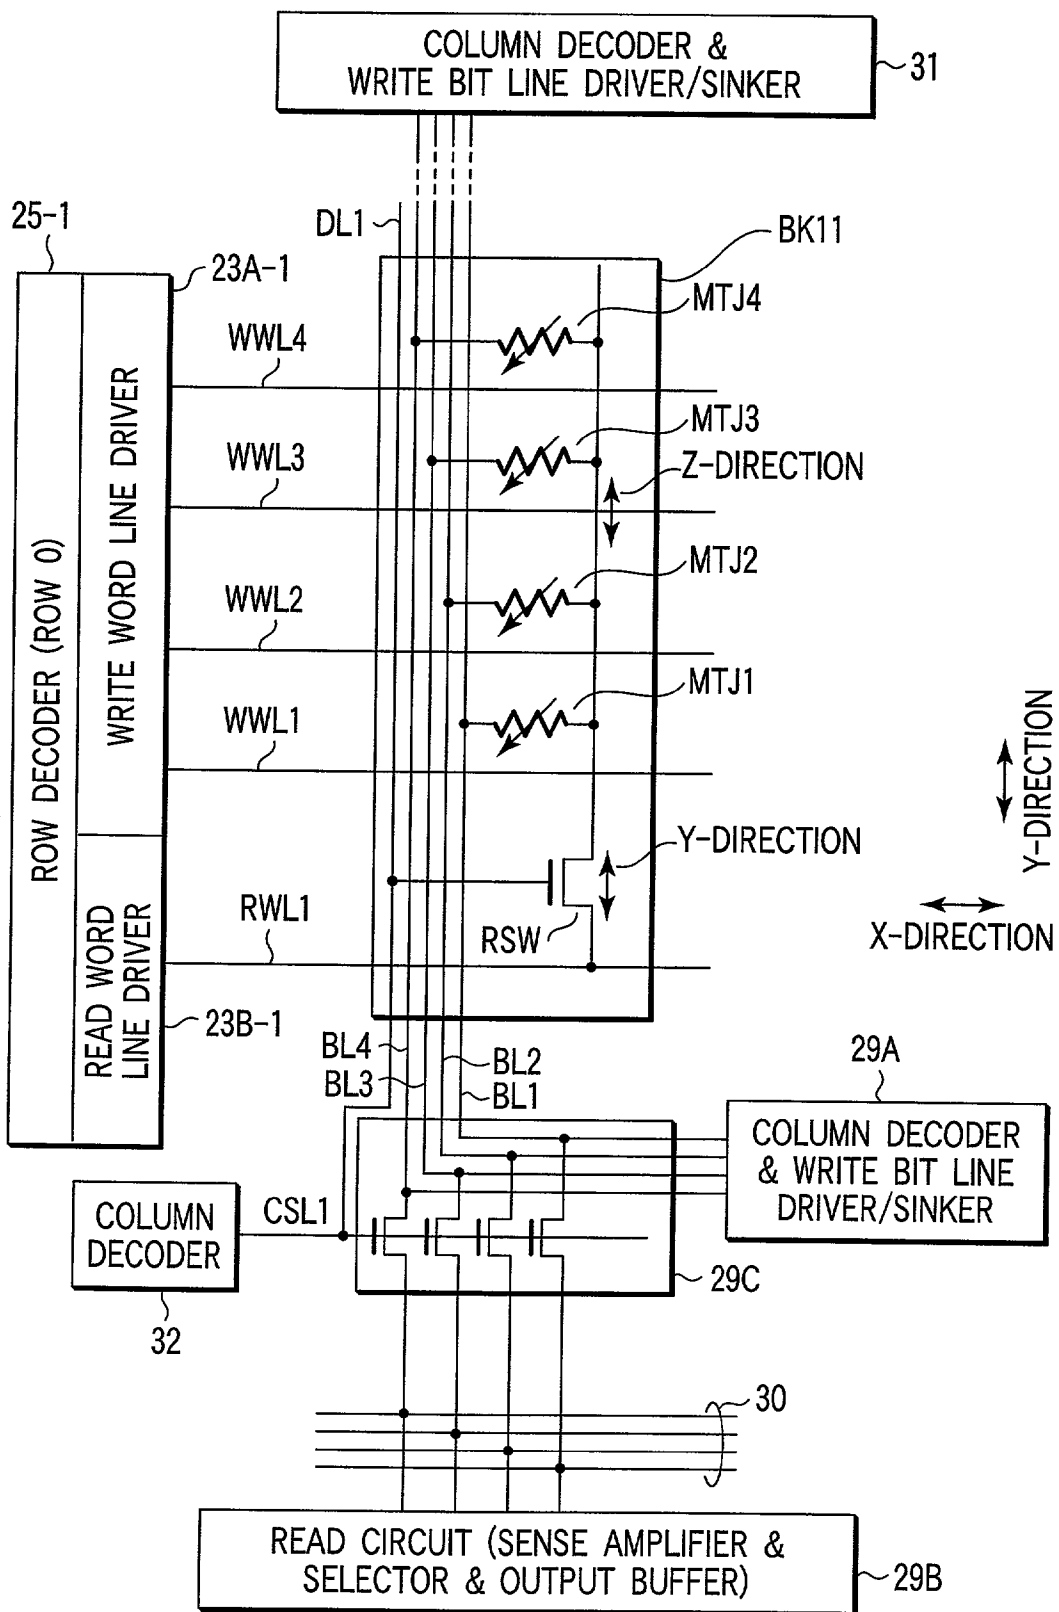 COLUMN DECODER &
WRITE BIT LINE DRIVER/SINKER
31
25-1
DL1
BK11
23A-1
MTJ4
WWL4
MTJ3
WWL3
Z-DIRECTION
MTJ2
WWL2
MTJ1
WWL1
ROW DECODER (ROW 0)
WRITE WORD LINE DRIVER
Y-DIRECTION
Y-DIRECTION
RWL1
RSW
X-DIRECTION
READ WORD
LINE DRIVER
23B-1
BL4
BL2
BL3
BL1
29A
COLUMN DECODER
& WRITE BIT LINE
DRIVER/SINKER
COLUMN
DECODER
CSL1
29C
32
30
READ CIRCUIT (SENSE AMPLIFIER &
SELECTOR & OUTPUT BUFFER)
29B